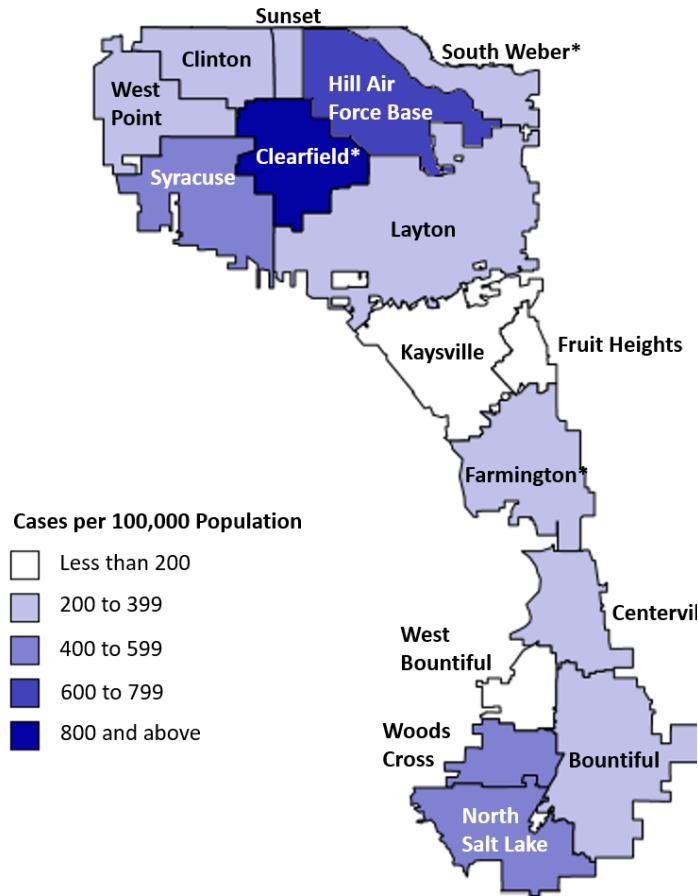 Sunset
Clinton
South Weber*
West
Point
Hill Air
Force Base
Clearfield*
Syracuse
Layton
Kaysville
Fruit Heights
Farmington*
Cases per 100,000 Population
Less than 200
200 to 399
400 to 599
600 to 799
800 and above
Centervil
West
Bountiful
Woods
Cross
Bountiful
North
Salt Lake